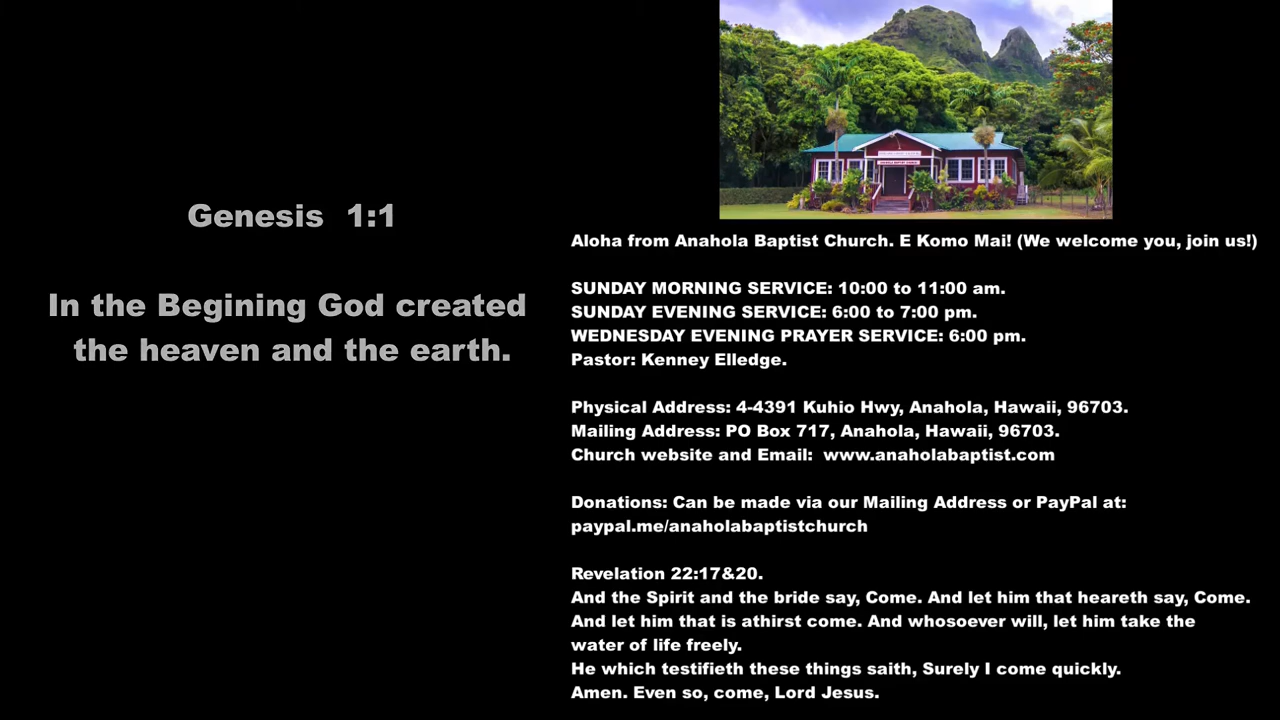 Genesis 1:1
In the Begining God created
the heaven and the earth.
ANAHOLA BAPTIST CHURCH
Aloha from Anahola Baptist Church. E Komo Mai! (We welcome you, join us!)
SUNDAY MORNING SERVICE: 10:00 to 11:00 am.
SUNDAY EVENING SERVICE: 6:00 to 7:00 pm.
WEDNESDAY EVENING PRAYER SERVICE: 6:00 pm.
Pastor: Kenney Elledge.
Physical Address: 4-4391 Kuhio Hwy, Anahola, Hawaii, 96703.
Mailing Address: PO Box 717, Anahola, Hawaii, 96703.
Church website and Email: www.anaholabaptist.com
Donations: Can be made via our Mailing Address or PayPal at:
paypal.me/anaholabaptistchurch
Revelation 22:17&20.
And the Spirit and the bride say, Come. And let him that heareth say, Come.
And let him that is athirst come. And whosoever will, let him take the
water of life freely.
He which testifieth these things saith, Surely I come quickly.
Amen. Even so, come, Lord Jesus.